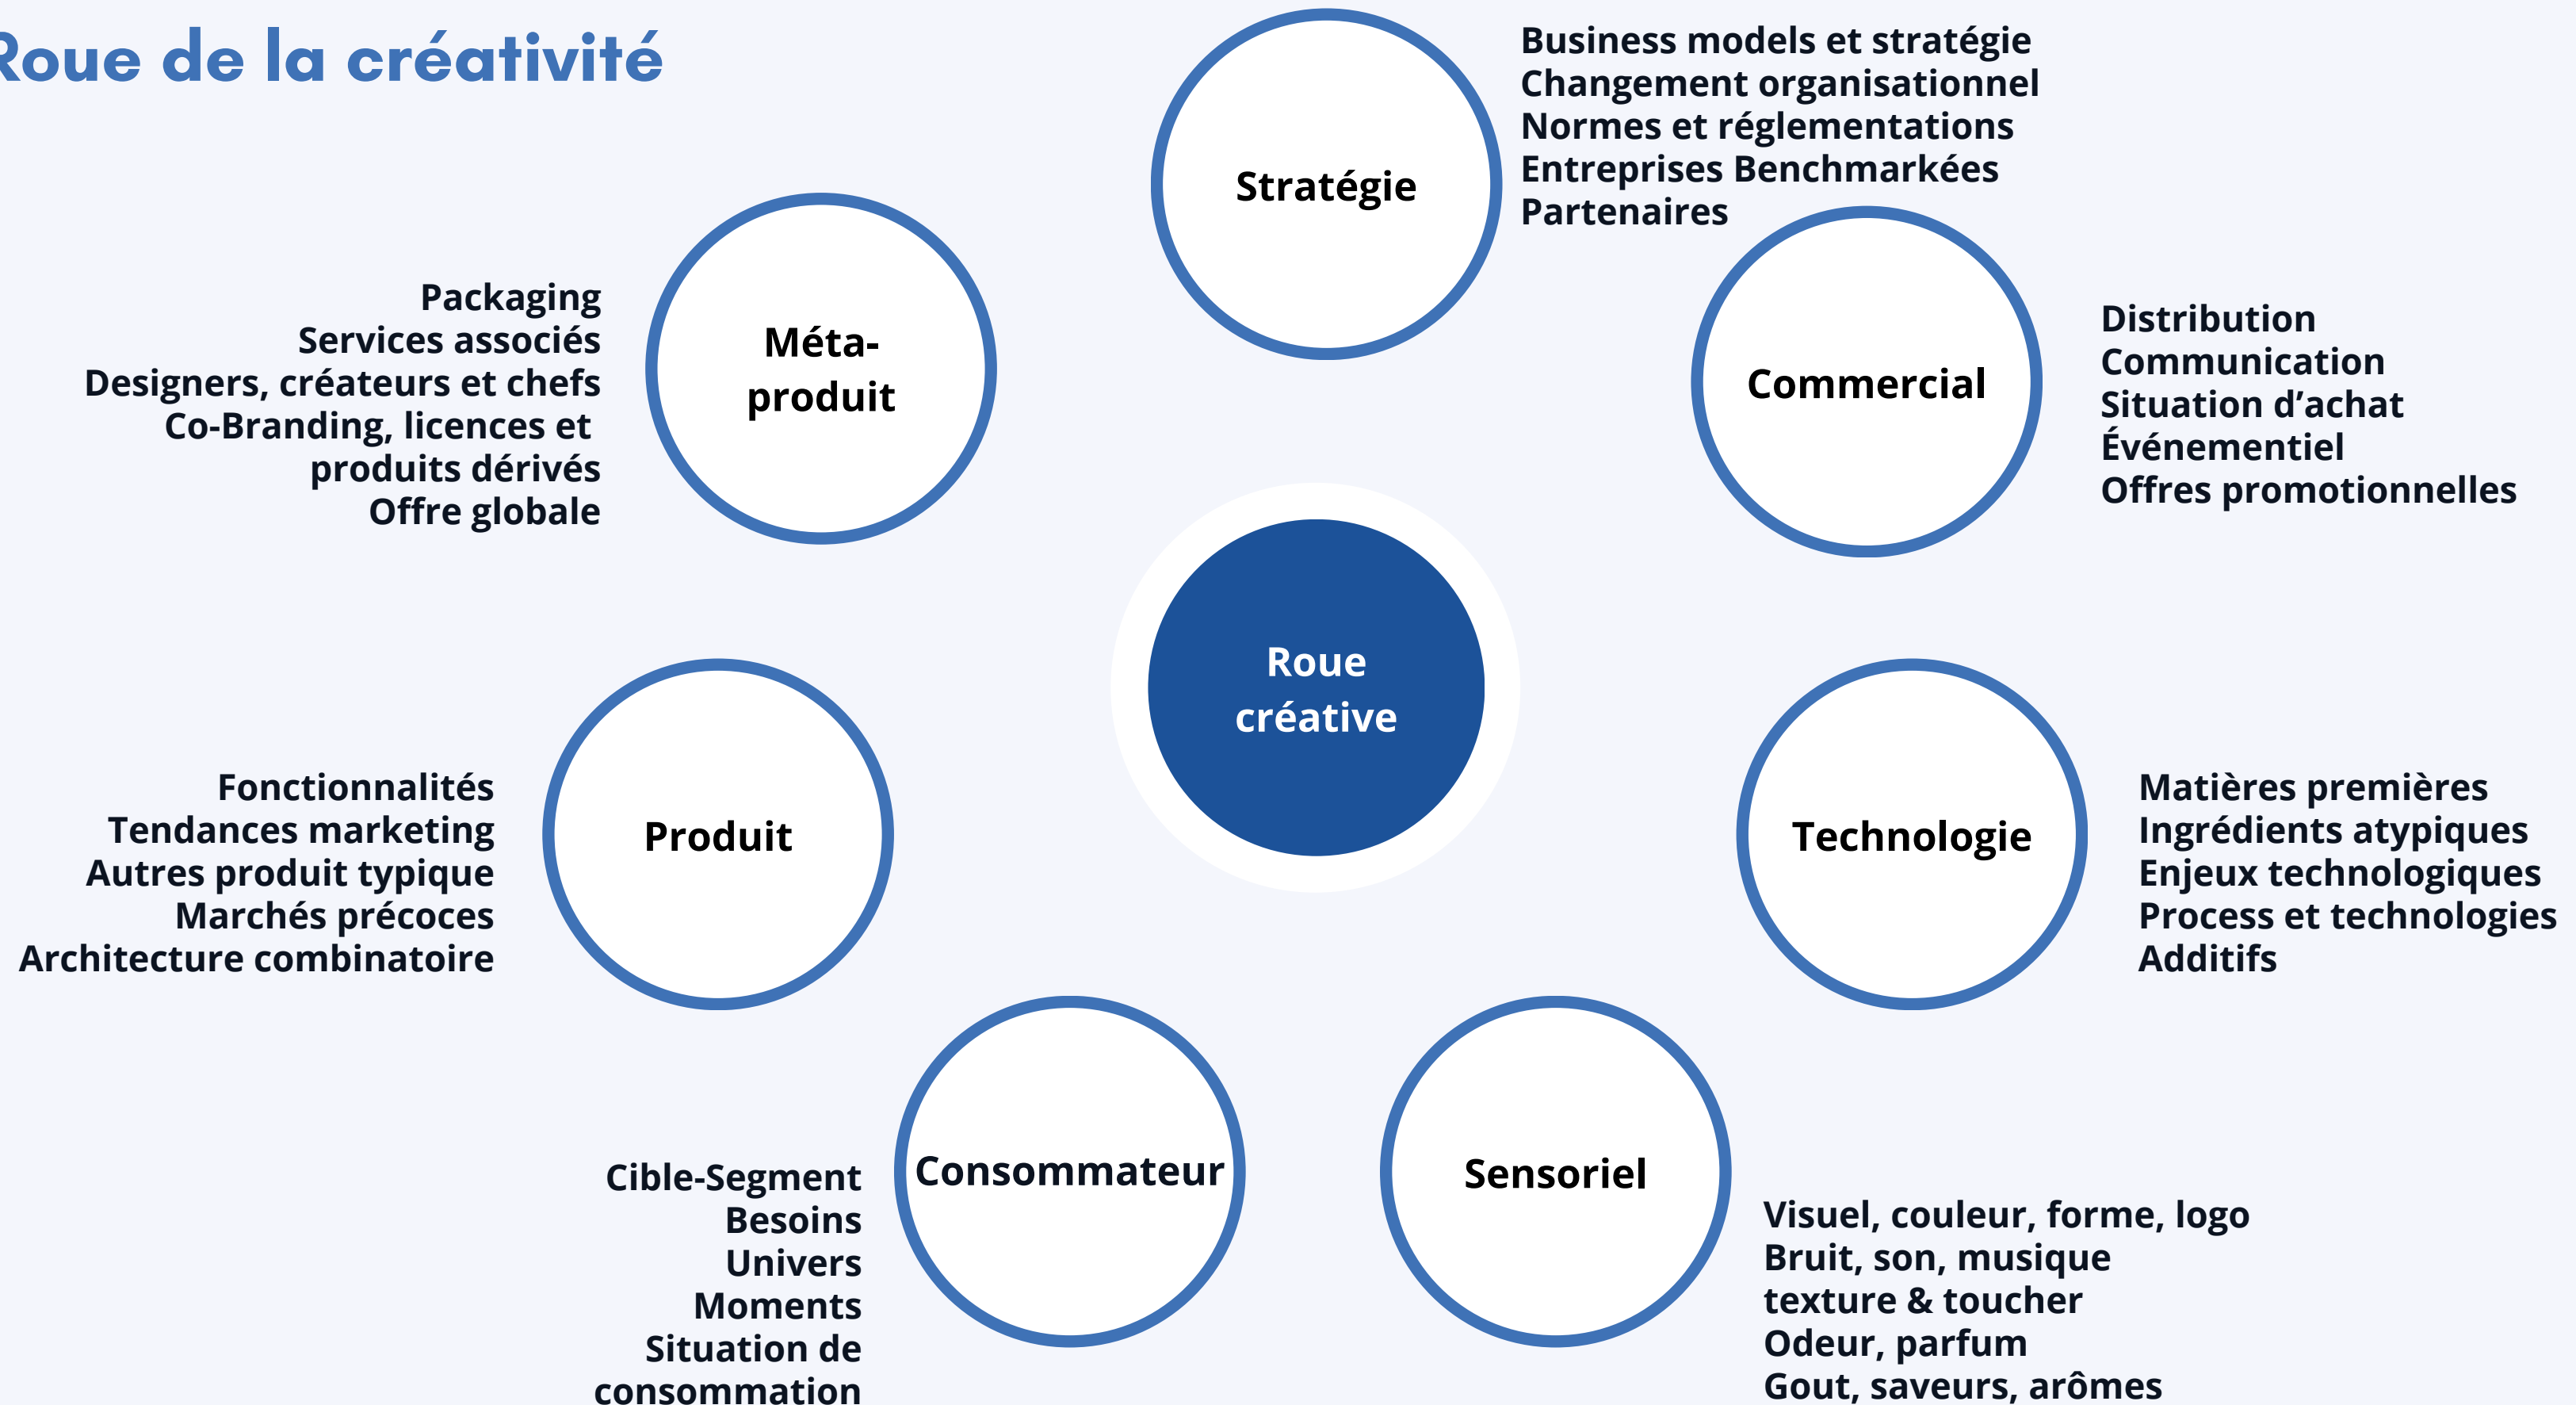 Roue de la créativité
Stratégie
Business models et stratégie
Changement organisationnel
Normes et réglementations
Entreprises Benchmarkées
Partenaires
Commercial
Distribution
Communication
Situation d’achat
Événementiel
Offres promotionnelles
Technologie
Matières premières
Ingrédients atypiques
Enjeux technologiques
Process et technologies
Additifs
Sensoriel
Visuel, couleur, forme, logo
Bruit, son, musique
texture & toucher
Odeur, parfum
Gout, saveurs, arômes
Consommateur
Cible-Segment
Besoins
Univers
Moments
Situation de
consommation
Produit
Fonctionnalités
Tendances marketing
Autres produit typique
Marchés précoces
Architecture combinatoire
Méta-
produit
Packaging
Services associés
Designers, créateurs et chefs
Co-Branding, licences et
produits dérivés
Offre globale
Roue
créative